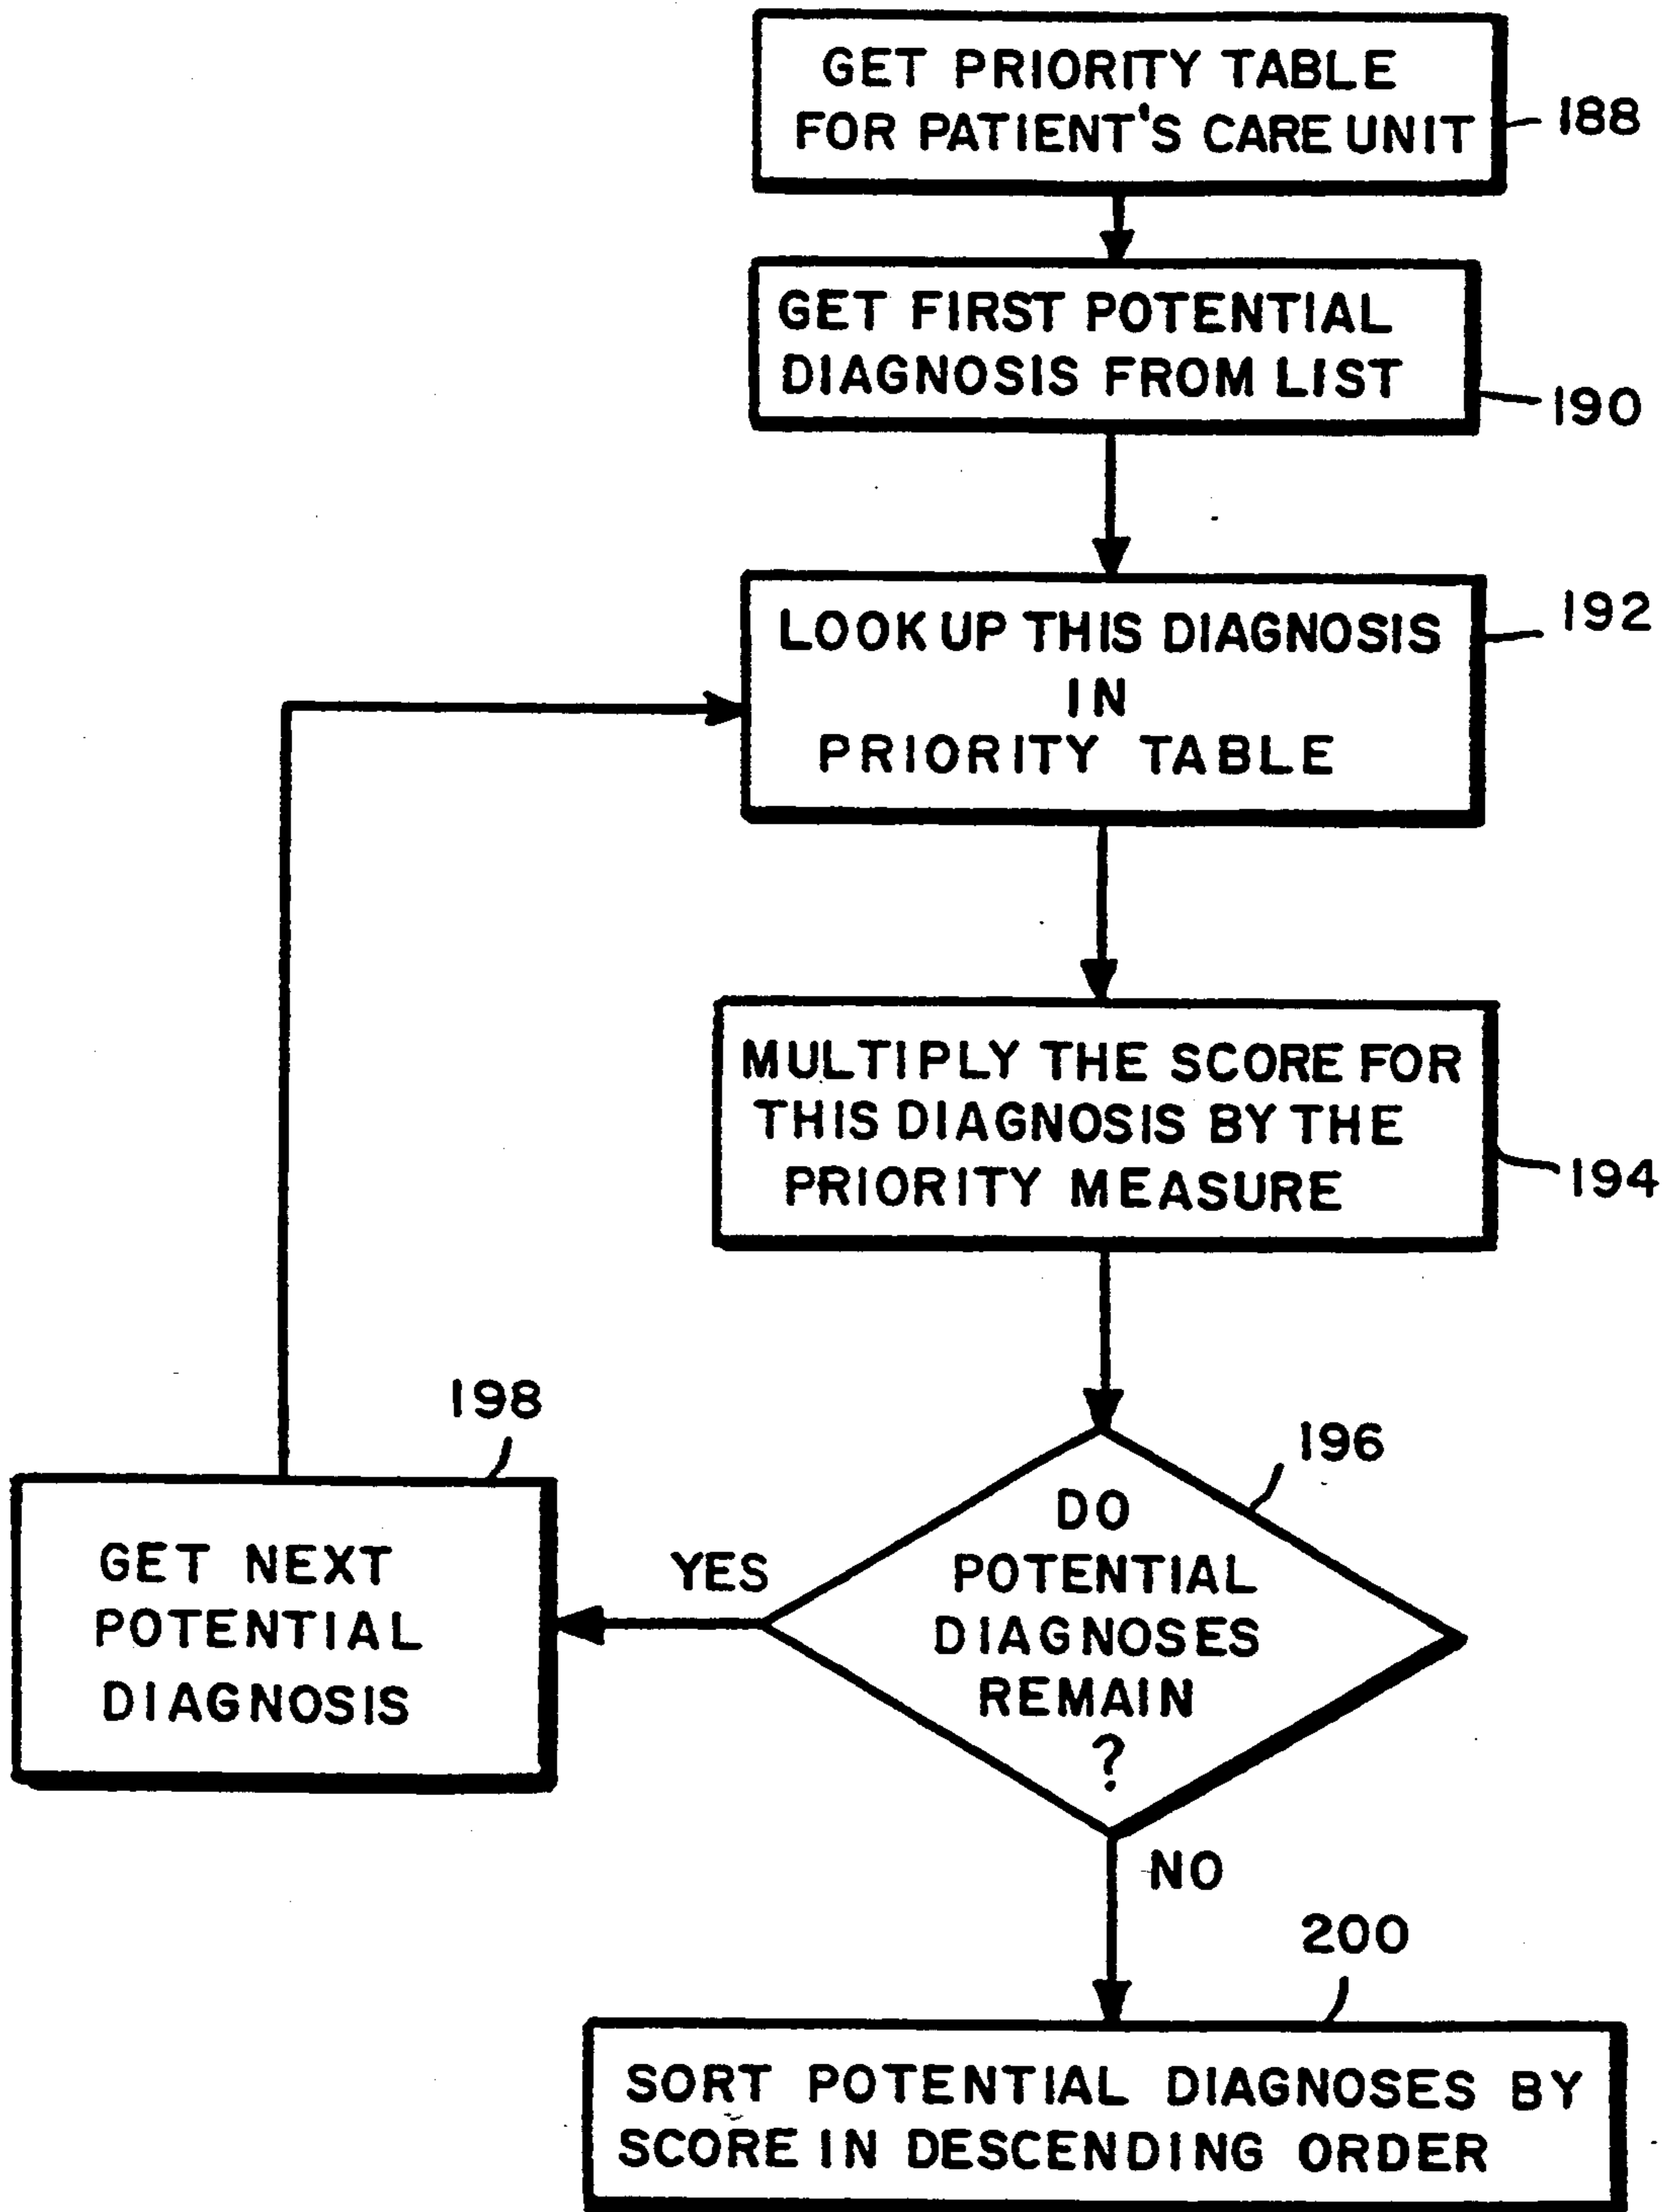 GET PRIORITY TABLE
FOR PATIENT'S CARE UNIT
188
GET FIRST POTENTIAL
DIAGNOSIS FROM LIST
190
LOOK UP THIS DIAGNOSIS
IN
PRIORITY TABLE
192
MULTIPLY THE SCORE FOR
THIS DIAGNOSIS BY THE
PRIORITY MEASURE
194
196
DO
POTENTIAL
DIAGNOSES
REMAIN
?
YES
198
GET NEXT
POTENTIAL
DIAGNOSIS
NO
200
SORT POTENTIAL DIAGNOSES BY
SCORE IN DESCENDING ORDER